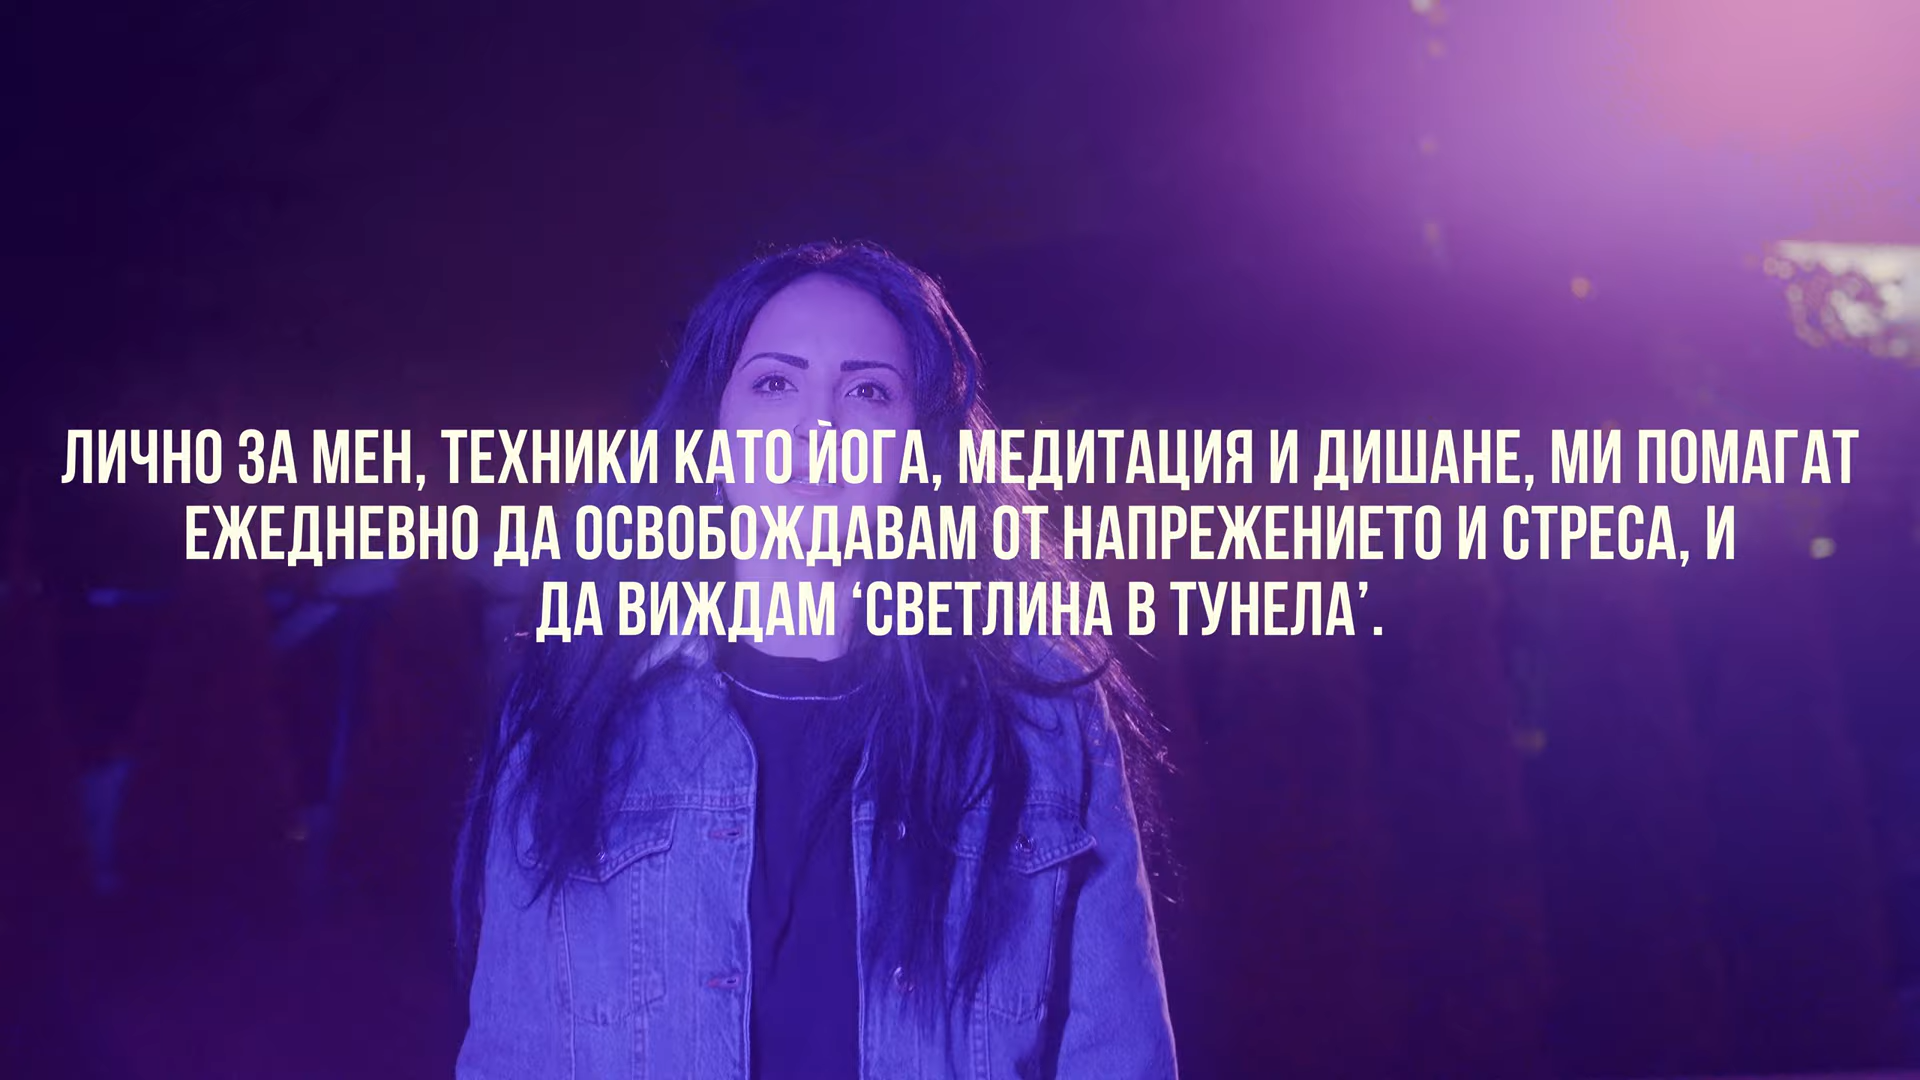 ЛИЧНО ЗА МЕН, ТЕХНИКИ КАТО ЙОГА, МЕДИТАЦИЯ И ДИШАНЕ, МИ ПОМАГАТ
ЕЖЕДНЕВНО ДА ОСВОБОЖДАВАМ ОТ НАПРЕЖЕНИЕТО И СТРЕСА, И
ДА ВИЖДАМ ‘СВЕТЛИНА В ТУНЕЛА’.